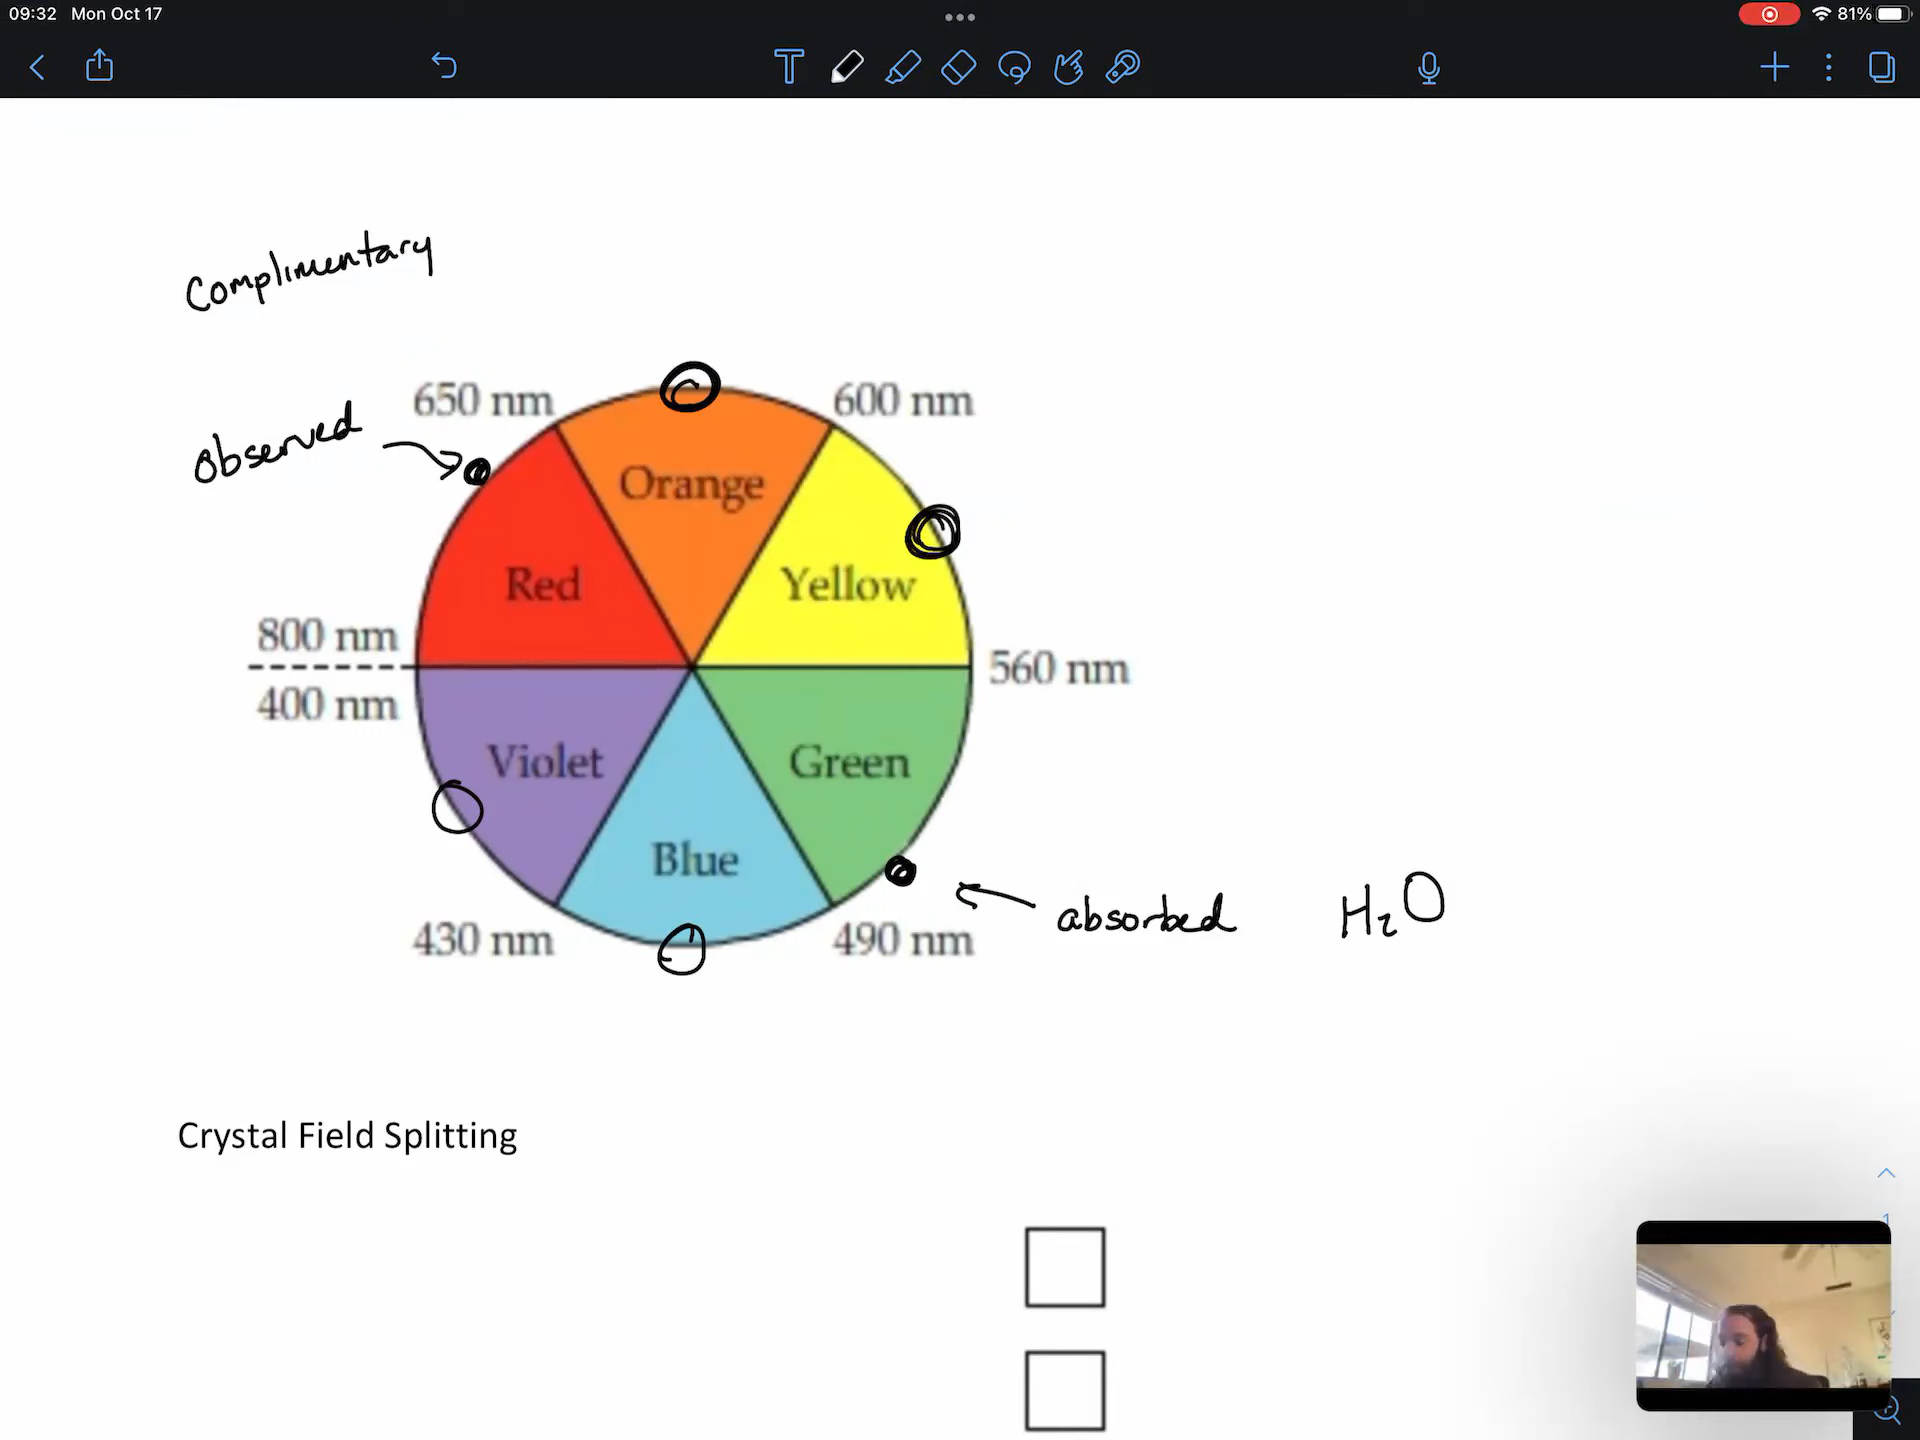 09:32 Mon Oct 17
81%
T
Complimentary
650 nm
600 nm
observed
Orange
Red
Yellow
800 nm
560 nm
400 nm
Violet
Green
Blue
absorbed
H₂O
430 nm
490 nm
Crystal Field Splitting